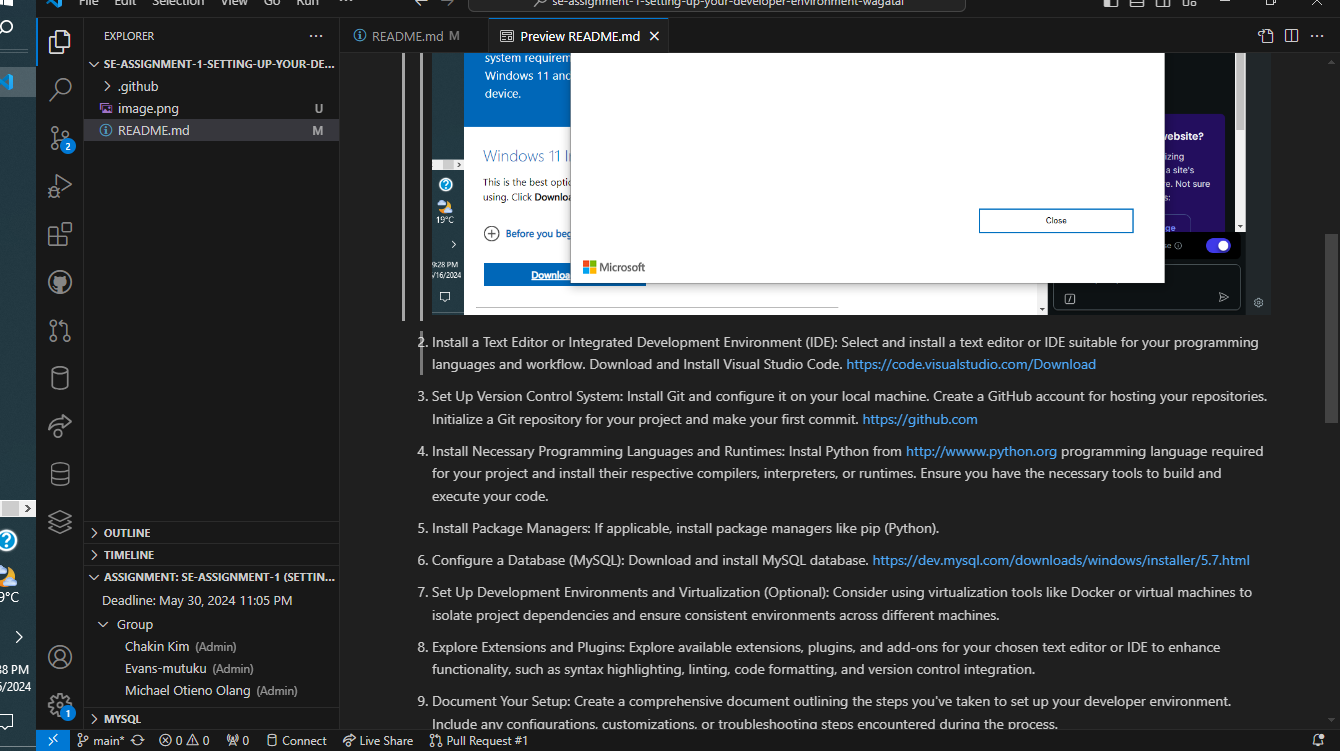 File Edit Selection View Go Run ...
se-assignment-1-setting-up-your-developer-environment-wagatai
EXPLORER
README.md M
Preview README.md
SE-ASSIGNMENT-1-SETTING-UP-YOUR-DE...
.github
image.png U
README.md M
2
system requirem
Windows 11 and
device.
Windows 11 I
This is the best optio
using. Click Downloa
Before you beg
Downloa
19°C
9:28 PM
/16/2024
Close
Microsoft
website?
izing
a site's
e. Not sure
s:
ge
se
2. Install a Text Editor or Integrated Development Environment (IDE): Select and install a text editor or IDE suitable for your programming
languages and workflow. Download and Install Visual Studio Code. https://code.visualstudio.com/Download
3. Set Up Version Control System: Install Git and configure it on your local machine. Create a GitHub account for hosting your repositories.
Initialize a Git repository for your project and make your first commit. https://github.com
4. Install Necessary Programming Languages and Runtimes: Instal Python from http://wwww.python.org programming language required
for your project and install their respective compilers, interpreters, or runtimes. Ensure you have the necessary tools to build and
execute your code.
5. Install Package Managers: If applicable, install package managers like pip (Python).
6. Configure a Database (MySQL): Download and install MySQL database. https://dev.mysql.com/downloads/windows/installer/5.7.html
7. Set Up Development Environments and Virtualization (Optional): Consider using virtualization tools like Docker or virtual machines to
isolate project dependencies and ensure consistent environments across different machines.
8. Explore Extensions and Plugins: Explore available extensions, plugins, and add-ons for your chosen text editor or IDE to enhance
functionality, such as syntax highlighting, linting, code formatting, and version control integration.
9. Document Your Setup: Create a comprehensive document outlining the steps you've taken to set up your developer environment.
Include any configurations, customizations, or troubleshooting steps encountered during the process.
OUTLINE
TIMELINE
ASSIGNMENT: SE-ASSIGNMENT-1 (SETTIN...
Deadline: May 30, 2024 11:05 PM
Group
Chakin Kim (Admin)
Evans-mutuku (Admin)
Michael Otieno Olang (Admin)
MYSQL
9°C
38 PM
6/2024
1
main* 0 0 0 Connect Live Share Pull Request #1